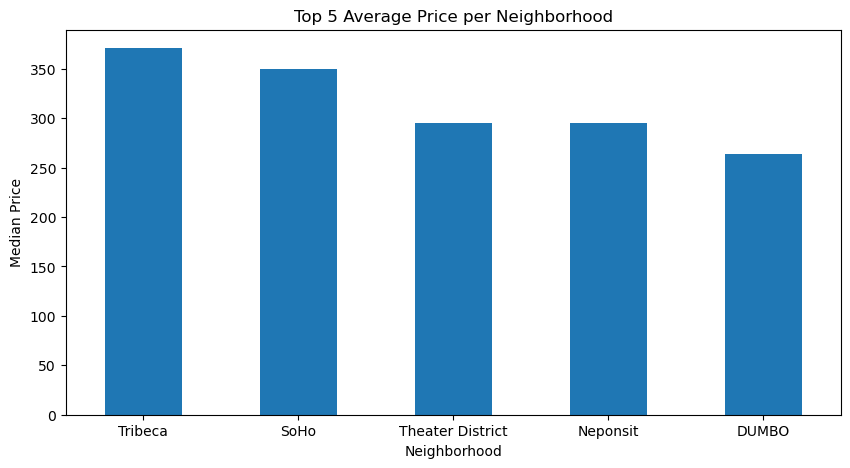 Top 5 Average Price per Neighborhood
Median Price
350
300
250
200
150
100
50
0
Tribeca SoHo Theater District Neponsit DUMBO
Neighborhood